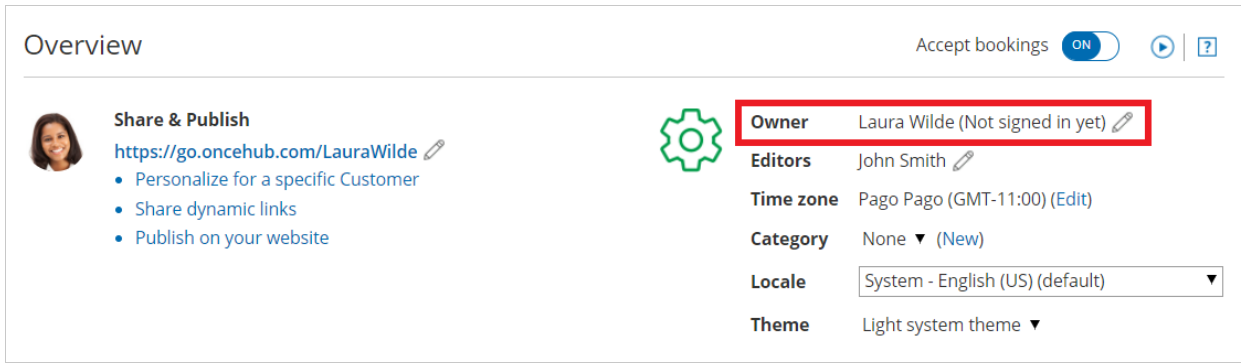 Overview
Accept bookings ON ?
Share & Publish
https://go.oncehub.com/LauraWilde
• Personalize for a specific Customer
• Share dynamic links
• Publish on your website
Owner Laura Wilde (Not signed in yet)
Editors John Smith
Time zone Pago Pago (GMT-11:00) (Edit)
Category None ▼ (New)
Locale System - English (US) (default) ▼
Theme Light system theme ▼